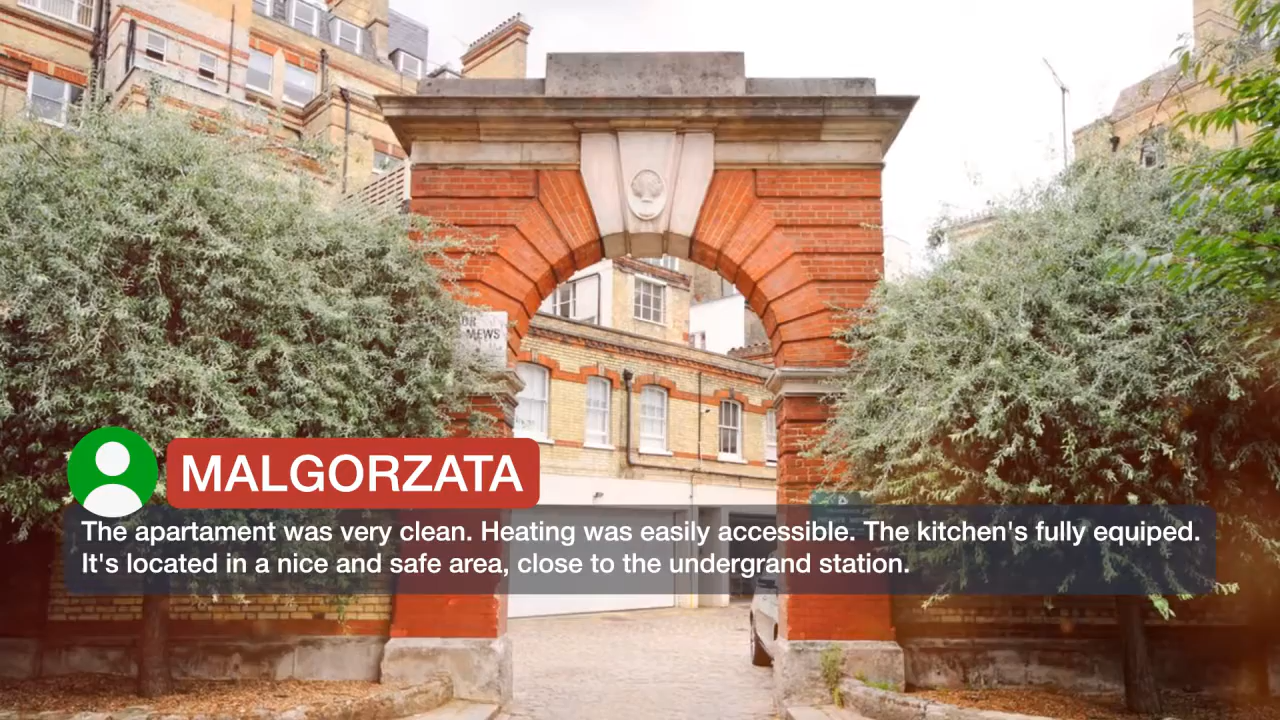 MEWS
MALGORZATA
The apartament was very clean. Heating was easily accessible. The kitchen's fully equiped.
It's located in a nice and safe area, close to the undergrand station.